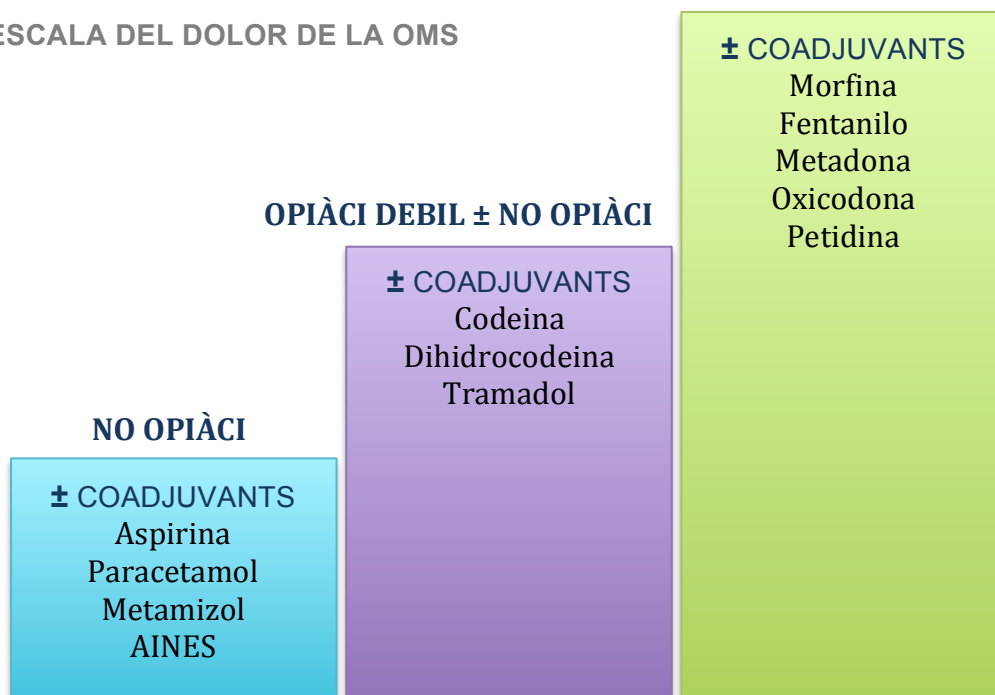 ESCALA DEL DOLOR DE LA OMS
± COADJUVANTS
Morfina
Fentanilo
Metadona
Oxicodona
Petidina
OPIÀCI DEBIL ± NO OPIÀCI
± COADJUVANTS
Codeina
Dihidrocodeina
Tramadol
NO OPIÀCI
± COADJUVANTS
Aspirina
Paracetamol
Metamizol
AINES